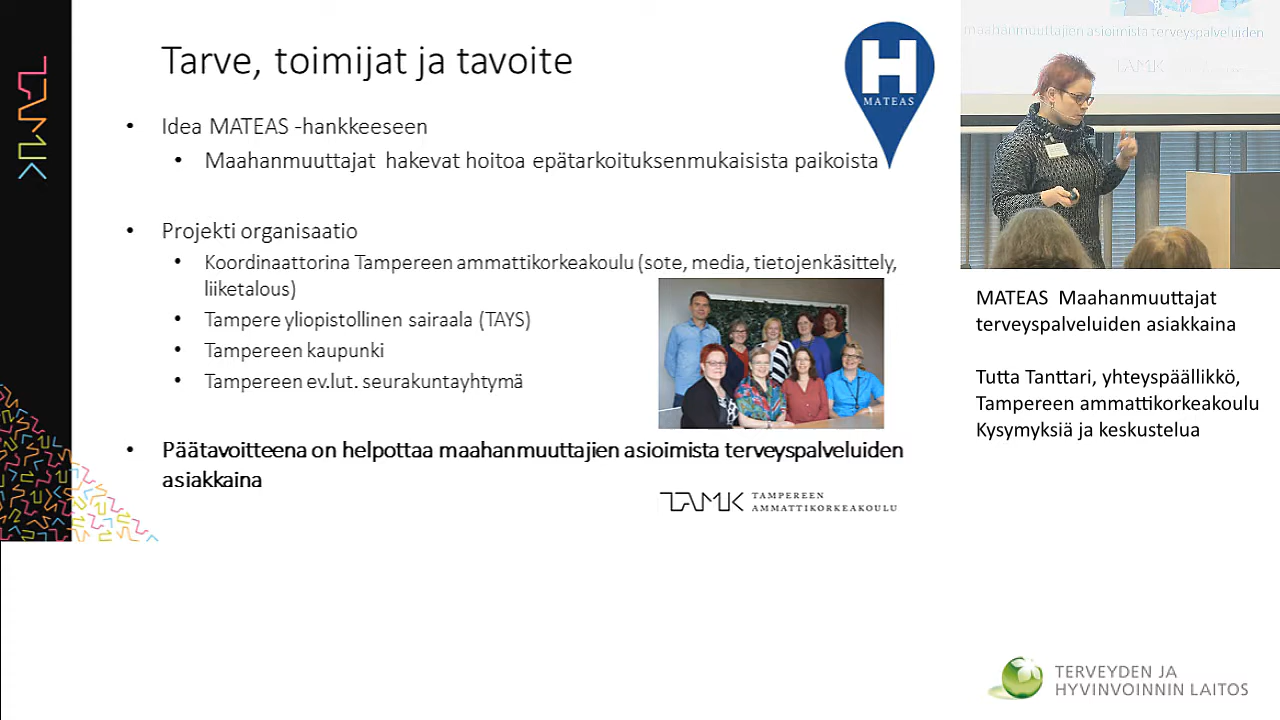 TAMK
Tarve, toimijat ja tavoite
H
MATEAS
• Idea MATEAS -hankkeeseen
• Maahanmuuttajat hakevat hoitoa epätarkoituksenmukaisista paikoista
• Projekti organisaatio
• Koordinaattorina Tampereen ammattikorkeakoulu (sote, media, tietojenkäsittely,
liiketalous)
• Tampere yliopistollinen sairaala (TAYS)
• Tampereen kaupunki
• Tampereen ev.lut. seurakuntayhtymä
• Päätavoitteena on helpottaa maahanmuuttajien asioimista terveyspalveluiden
asiakkaina
TAMK TAMPEREEN
AMMATTIKORKEAKOULU
maahanmuuttajien asioimista terveyspalveluiden
TAMK
MATEAS Maahanmuuttajat
terveyspalveluiden asiakkaina
Tutta Tanttari, yhteyspäällikkö,
Tampereen ammattikorkeakoulu
Kysymyksiä ja keskustelua
TERVEYDEN JA
HYVINVOINNIN LAITOS